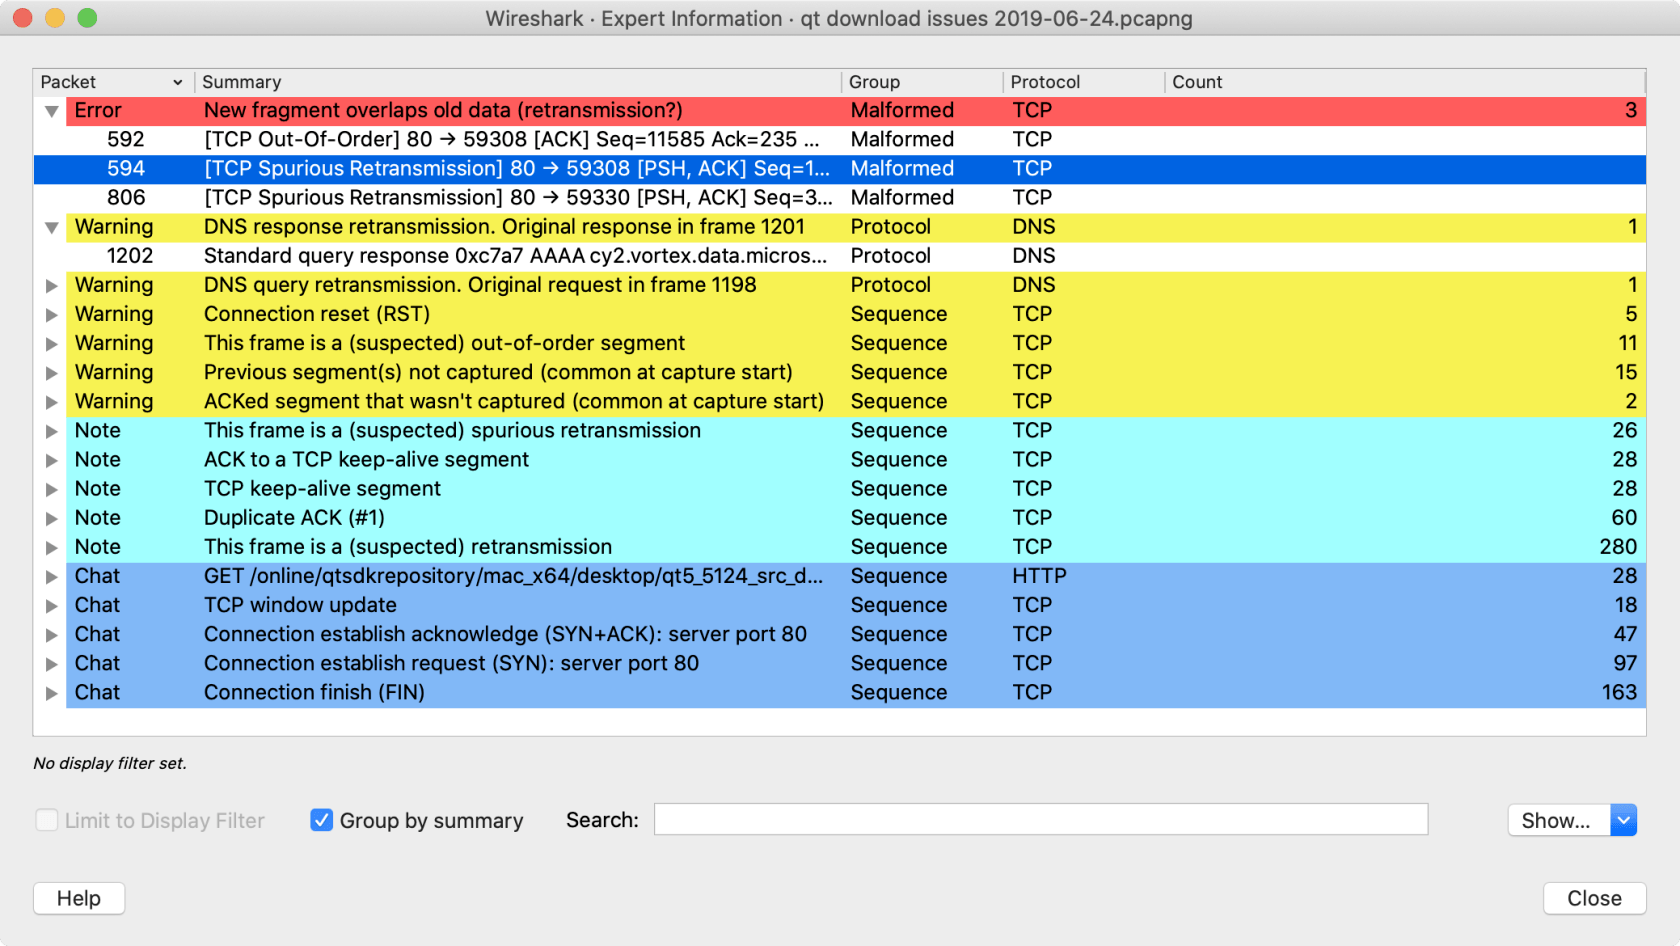 Wireshark · Expert Information · qt download issues 2019-06-24.pcapng
Packet Summary Group Protocol Count
Error New fragment overlaps old data (retransmission?) Malformed TCP 3
592 [TCP Out-Of-Order] 80 → 59308 [ACK] Seq=11585 Ack=235 ... Malformed TCP
594 [TCP Spurious Retransmission] 80 → 59308 [PSH, ACK] Seq=1... Malformed TCP
806 [TCP Spurious Retransmission] 80 → 59330 [PSH, ACK] Seq=3... Malformed TCP
Warning DNS response retransmission. Original response in frame 1201 Protocol DNS 1
1202 Standard query response 0xc7a7 AAAA cy2.vortex.data.micros... Protocol DNS
Warning DNS query retransmission. Original request in frame 1198 Protocol DNS 1
Warning Connection reset (RST) Sequence TCP 5
Warning This frame is a (suspected) out-of-order segment Sequence TCP 11
Warning Previous segment(s) not captured (common at capture start) Sequence TCP 15
Warning ACKed segment that wasn't captured (common at capture start) Sequence TCP 2
Note This frame is a (suspected) spurious retransmission Sequence TCP 26
Note ACK to a TCP keep-alive segment Sequence TCP 28
Note TCP keep-alive segment Sequence TCP 28
Note Duplicate ACK (#1) Sequence TCP 60
Note This frame is a (suspected) retransmission Sequence TCP 280
Chat GET /online/qtsdkrepository/mac_x64/desktop/qt5_5124_src_d... Sequence HTTP 28
Chat TCP window update Sequence TCP 18
Chat Connection establish acknowledge (SYN+ACK): server port 80 Sequence TCP 47
Chat Connection establish request (SYN): server port 80 Sequence TCP 97
Chat Connection finish (FIN) Sequence TCP 163
No display filter set.
Limit to Display Filter Group by summary Search: Show...
Help Close